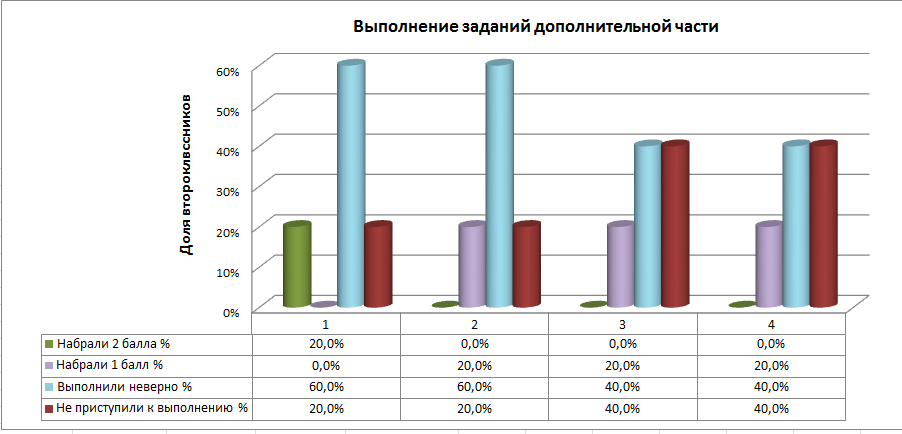 Выполнение заданий дополнительной части
Доля второклвссников
60%
50%
40%
30%
20%
10%
0%
1 2 3 4
Набрали 2 балла % 20,0% 0,0% 0,0% 0,0%
Набрали 1 балл % 0,0% 20,0% 20,0% 20,0%
Выполнили неверно % 60,0% 60,0% 40,0% 40,0%
Не приступили к выполнению % 20,0% 20,0% 40,0% 40,0%